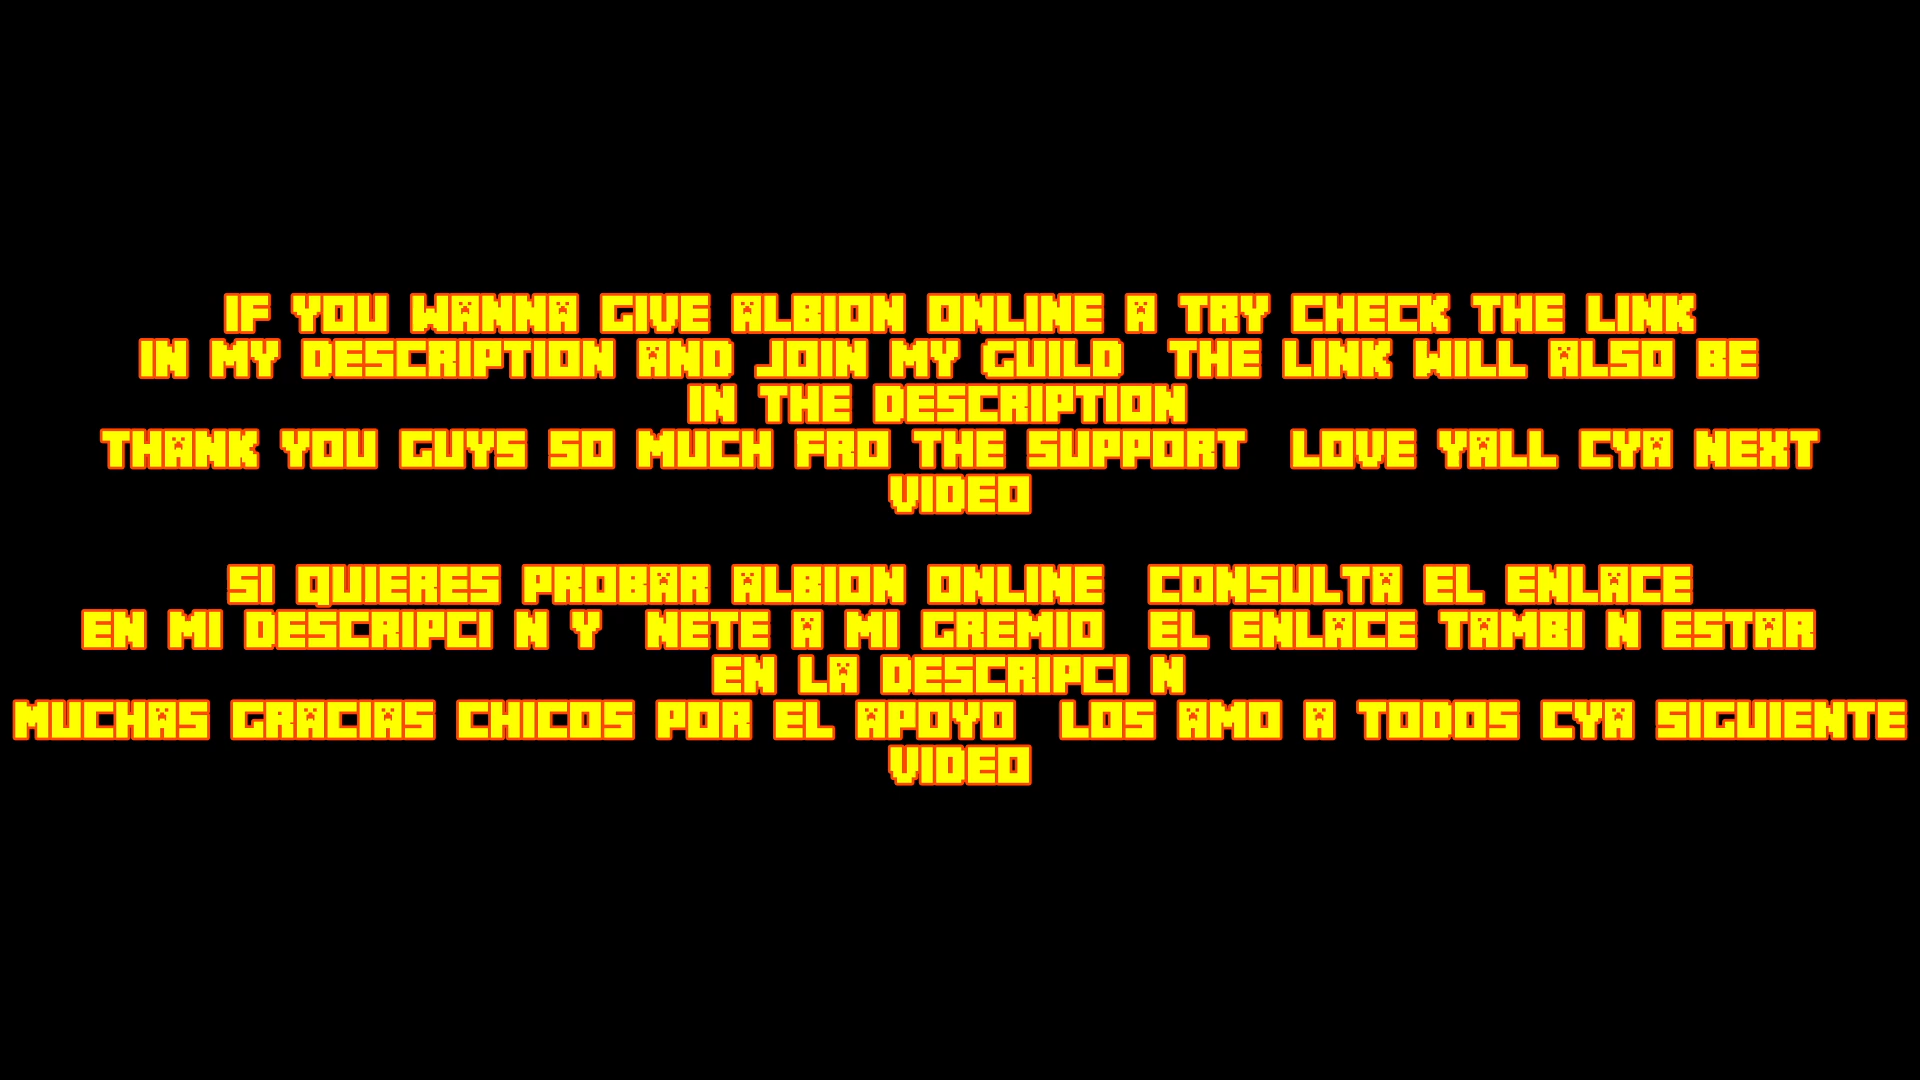 IF YOU WANNA GIVE ALBION ONLINE A TRY CHECK THE LINK
IN MY DESCRIPTION AND JOIN MY GUILD THE LINK WILL ALSO BE
IN THE DESCRIPTION
THANK YOU GUYS SO MUCH FRO THE SUPPORT LOVE YALL CYA NEXT
VIDEO
SI QUIERES PROBAR ALBION ONLINE CONSULTA EL ENLACE
EN MI DESCRIPCI N Y NETE A MI GREMIO EL ENLACE TAMBI N ESTAR
EN LA DESCRIPCI N
MUCHAS GRACIAS CHICOS POR EL APOYO LOS AMO A TODOS CYA SIGUIENTE
VIDEO